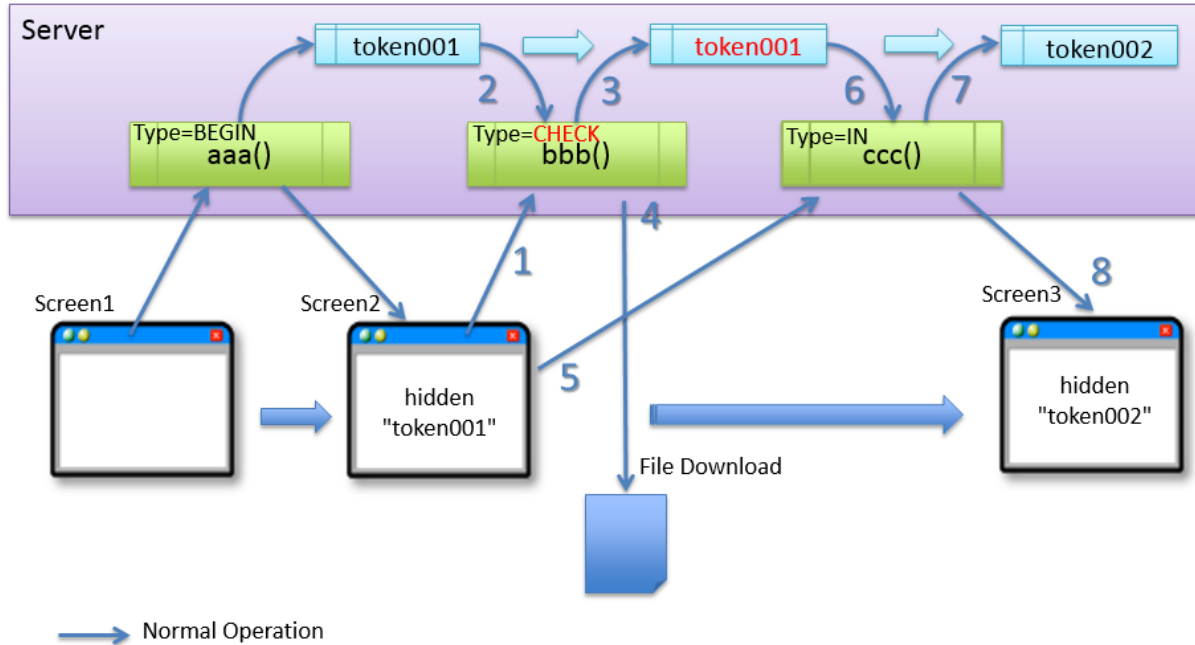 Server
token001
token001
token002
2
3
6
7
Type=BEGIN
aaa()
Type=CHECK
bbb()
Type=IN
ccc()
4
1
8
Screen1
Screen2
Screen3
5
hidden
"token001"
hidden
"token002"
File Download
Normal Operation